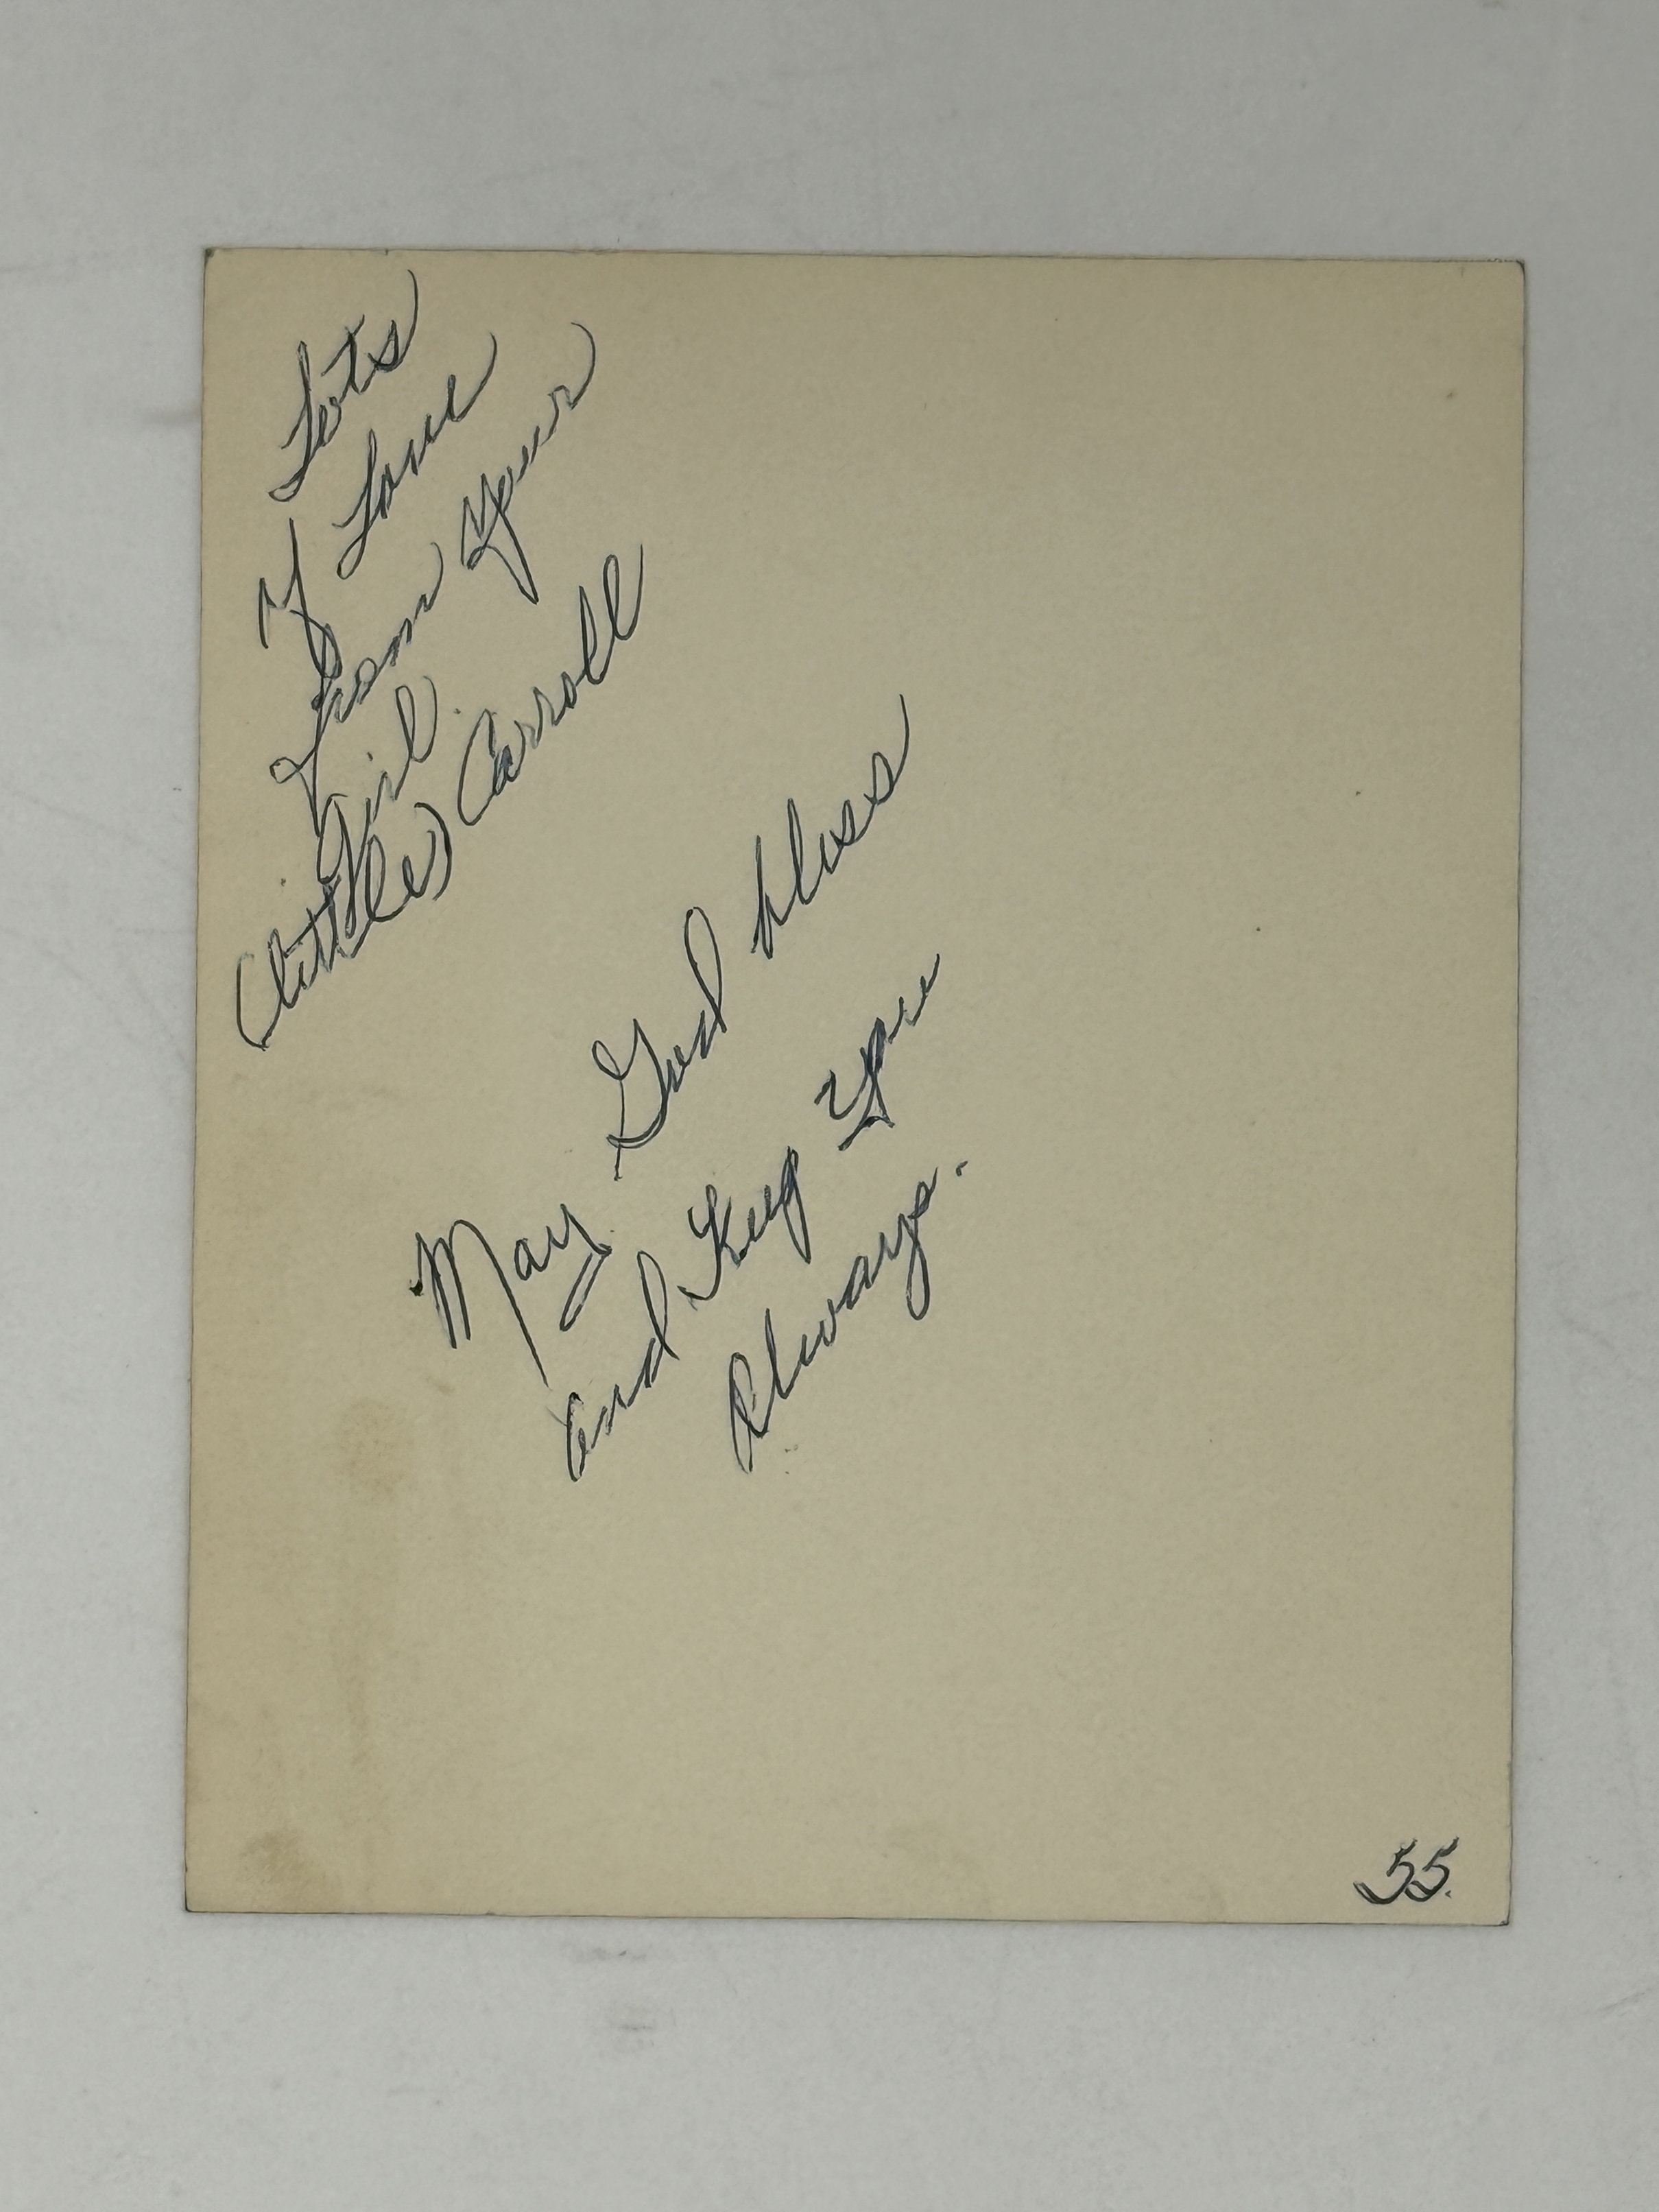 Lots
of Love
From Your
Girl.
(little) Carroll
May God bless
and Keep You
Always.
55.